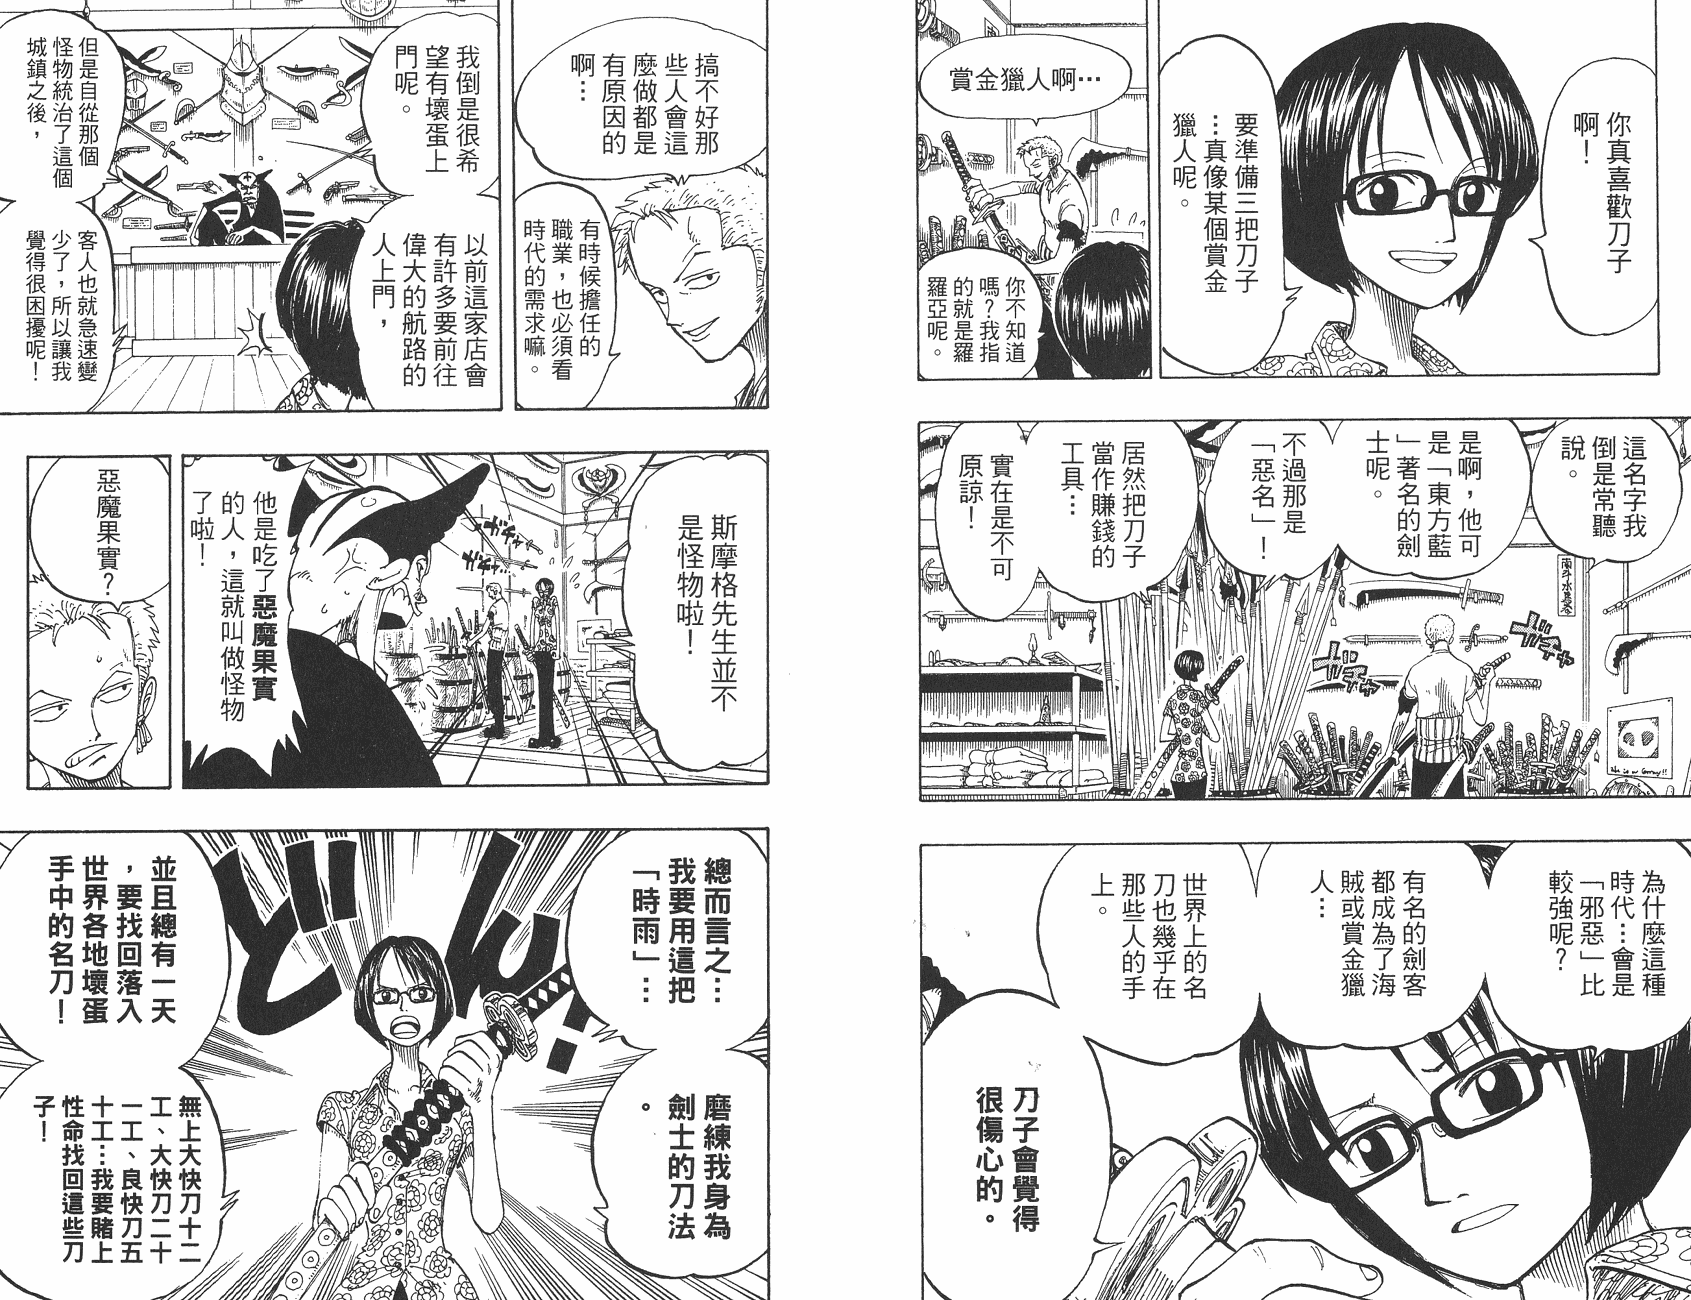 你真喜歡刀子
啊！
要準備三把刀子
…真像某個賞金
獵人呢。
賞金獵人啊…
你不知道
嗎？我指
的就是羅
羅亞呢。
這名字我
倒是常聽
說。
是啊，他可
是「東方藍
」著名的劍
士呢。
不過那是
「惡名」！
居然把刀子
當作賺錢的
工具…
實在是不可
原諒！
ガチャ
ガチャ
為什麼這種
時代…會是
「邪惡」比
較強呢？
有名的劍客
都成為了海
賊或賞金獵
人…
世界上的名
刀也幾乎在
那些人的手
上。
刀子會覺得
很傷心的。
搞不好那
些人會這
麼做都是
有原因的
啊…
有時候擔任的
職業，也必須看
時代的需求嘛。
我倒是很希
望有壞蛋上
門呢。
以前這家店會
有許多要前往
偉大的航路的
人上門，
但是自從那個
怪物統治了這個
城鎮之後，
客人也就急速變
少了，所以讓我
覺得很困擾呢！
斯摩格先生並不
是怪物啦！
ガチャ
ガチャ
他是吃了惡魔果實
的人，這就叫做怪物
了啦！
惡魔果實？
總而言之…
我要用這把
「時雨」…
磨練我身為
劍士的刀法
。
どん！
並且總有一天
，要找回落入
世界各地壞蛋
手中的名刀！
無上大快刀十二
工、大快刀二十
一工、良快刀五
十工…我要賭上
性命找回這些刀
子！